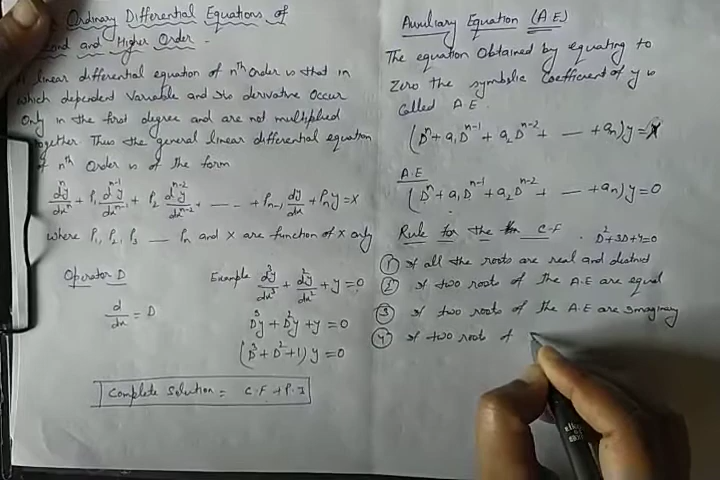 Ordinary Differential Equations of
ond and Higher Order.
linear differential equation of nth Order is that in
which dependent Variable and its derivative Occur
Only in the first degree and are not multiplied
together Thus the general linear differential equation
of nth Order is of the form
dⁿy/dxⁿ + P₁ dⁿ⁻¹y/dxⁿ⁻¹ + P₂ dⁿ⁻²y/dxⁿ⁻² + — .. + Pₙ₋₁ dy/dx + Pₙy = X
where P₁, P₂, P₃ — Pₙ and X are function of x only
Operator D
d/dx = D
Example d³y/dx³ + d²y/dx² + y = 0
D³y + D²y + y = 0
(D³ + D² + 1) y = 0
Complete Solution = C.F + P.I
Auxiliary Equation (A.E)
The equation Obtained by equating to
Zero the symbolic Coefficient of y is
Called A.E.
(Dⁿ + a₁Dⁿ⁻¹ + a₂Dⁿ⁻² + — + aₙ) y = X
A.E
(Dⁿ + a₁Dⁿ⁻¹ + a₂Dⁿ⁻² + — + aₙ) y = 0
Rule for the C.F. D²+3D+y=0
① If all the roots are real and distinct
② If two roots of the A.E are equal
③ If two roots of the A.E are imaginary
④ If two roots of